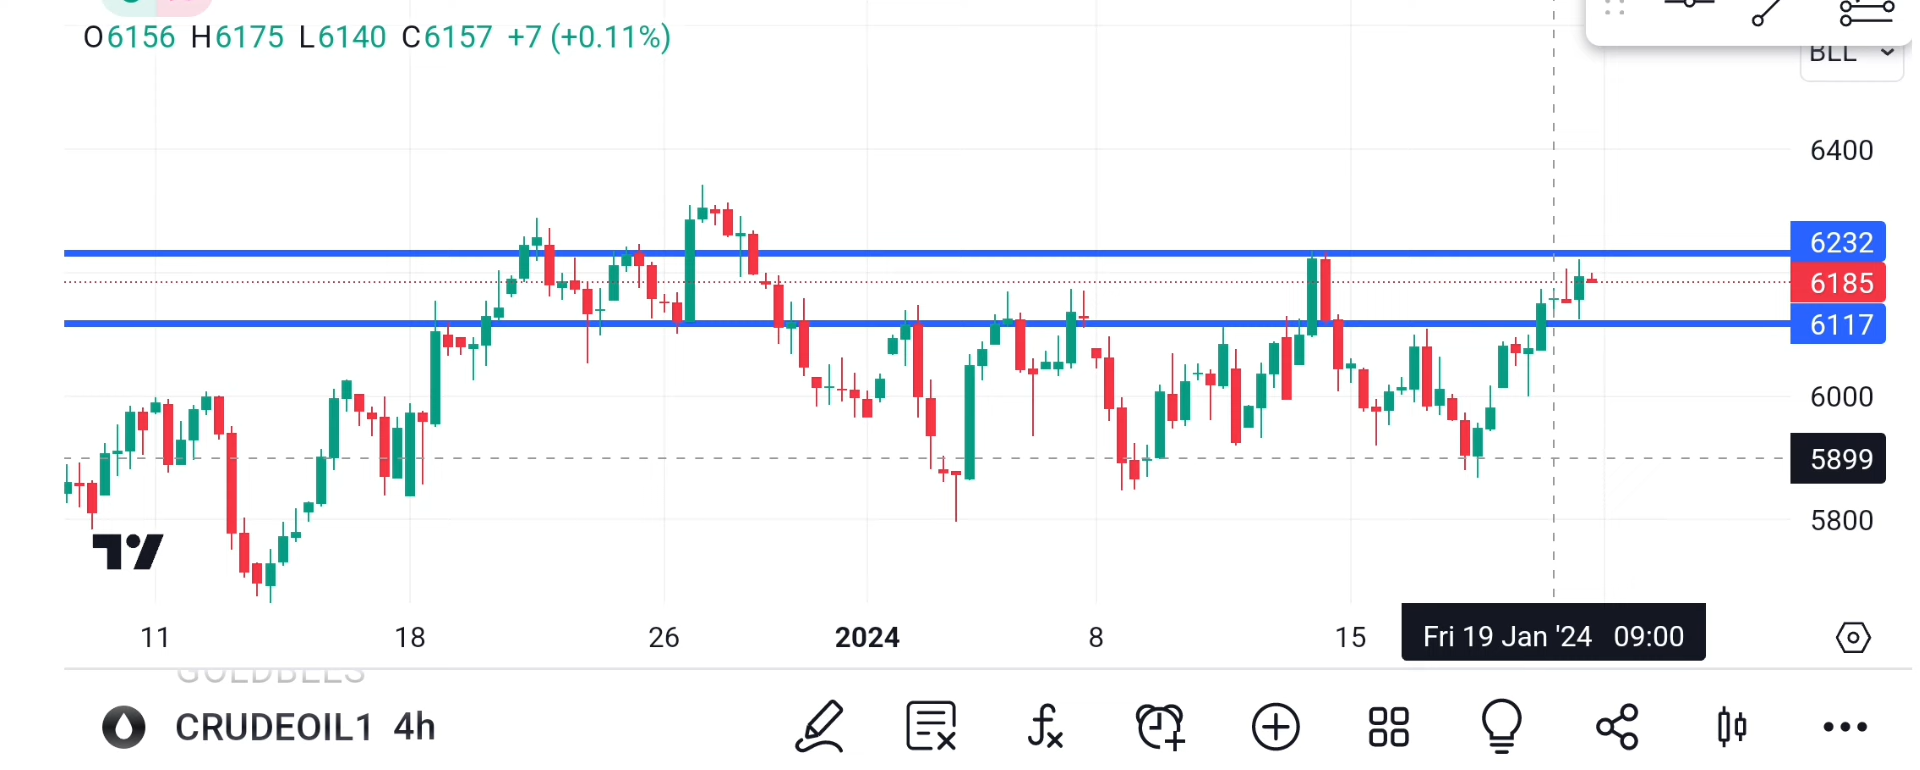 O6156 H6175 L6140 C6157 +7 (+0.11%)
BLL
6400
6232
6185
6117
6000
5899
5800
11 18 26 2024 8 15 Fri 19 Jan '24 09:00
GOLDBEES
CRUDEOIL1 4h